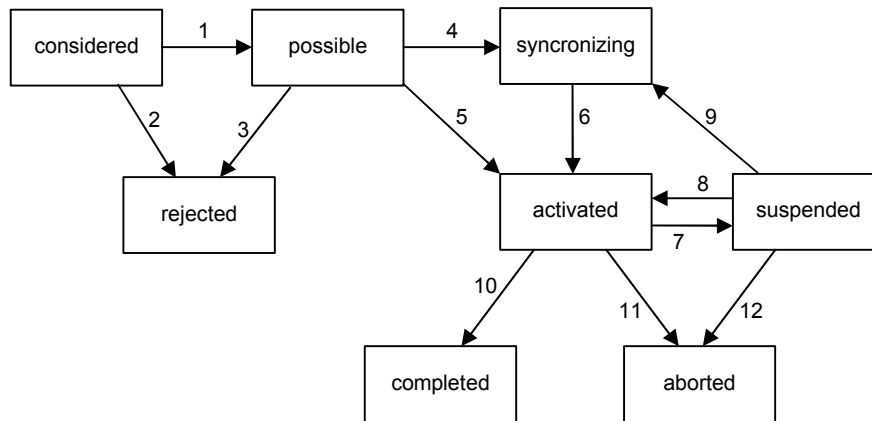 considered
1
possible
4
syncronizing
2
3
5
6
9
rejected
activated
8
7
suspended
10
11
12
completed
aborted